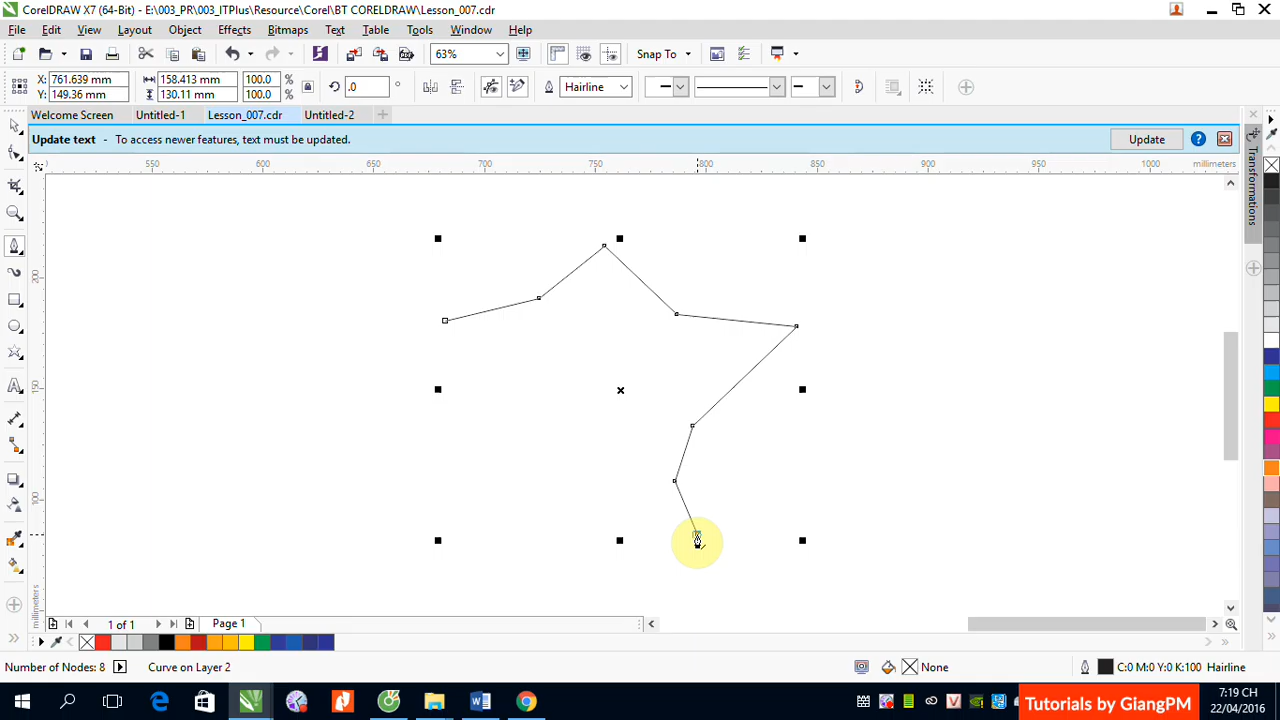 CorelDRAW X7 (64-Bit) - E:\003_PR\003_ITPlus\Resource\Corel\BT CORELDRAW\Lesson_007.cdr
File Edit View Layout Object Effects Bitmaps Text Table Tools Window Help
63% Snap To
X: 761.639 mm 158.413 mm 100.0 % .0 ° Hairline
Y: 149.36 mm 130.11 mm 100.0 %
Welcome Screen Untitled-1 Lesson_007.cdr Untitled-2
Update text - To access newer features, text must be updated. Update
550 600 650 700 750 800 850 900 950 1000 millimeters
Transformations
200
150
100
millimeters
1 of 1 Page 1
Number of Nodes: 8 Curve on Layer 2 None C:0 M:0 Y:0 K:100 Hairline
7:19 CH
Tutorials by GiangPM 22/04/2016